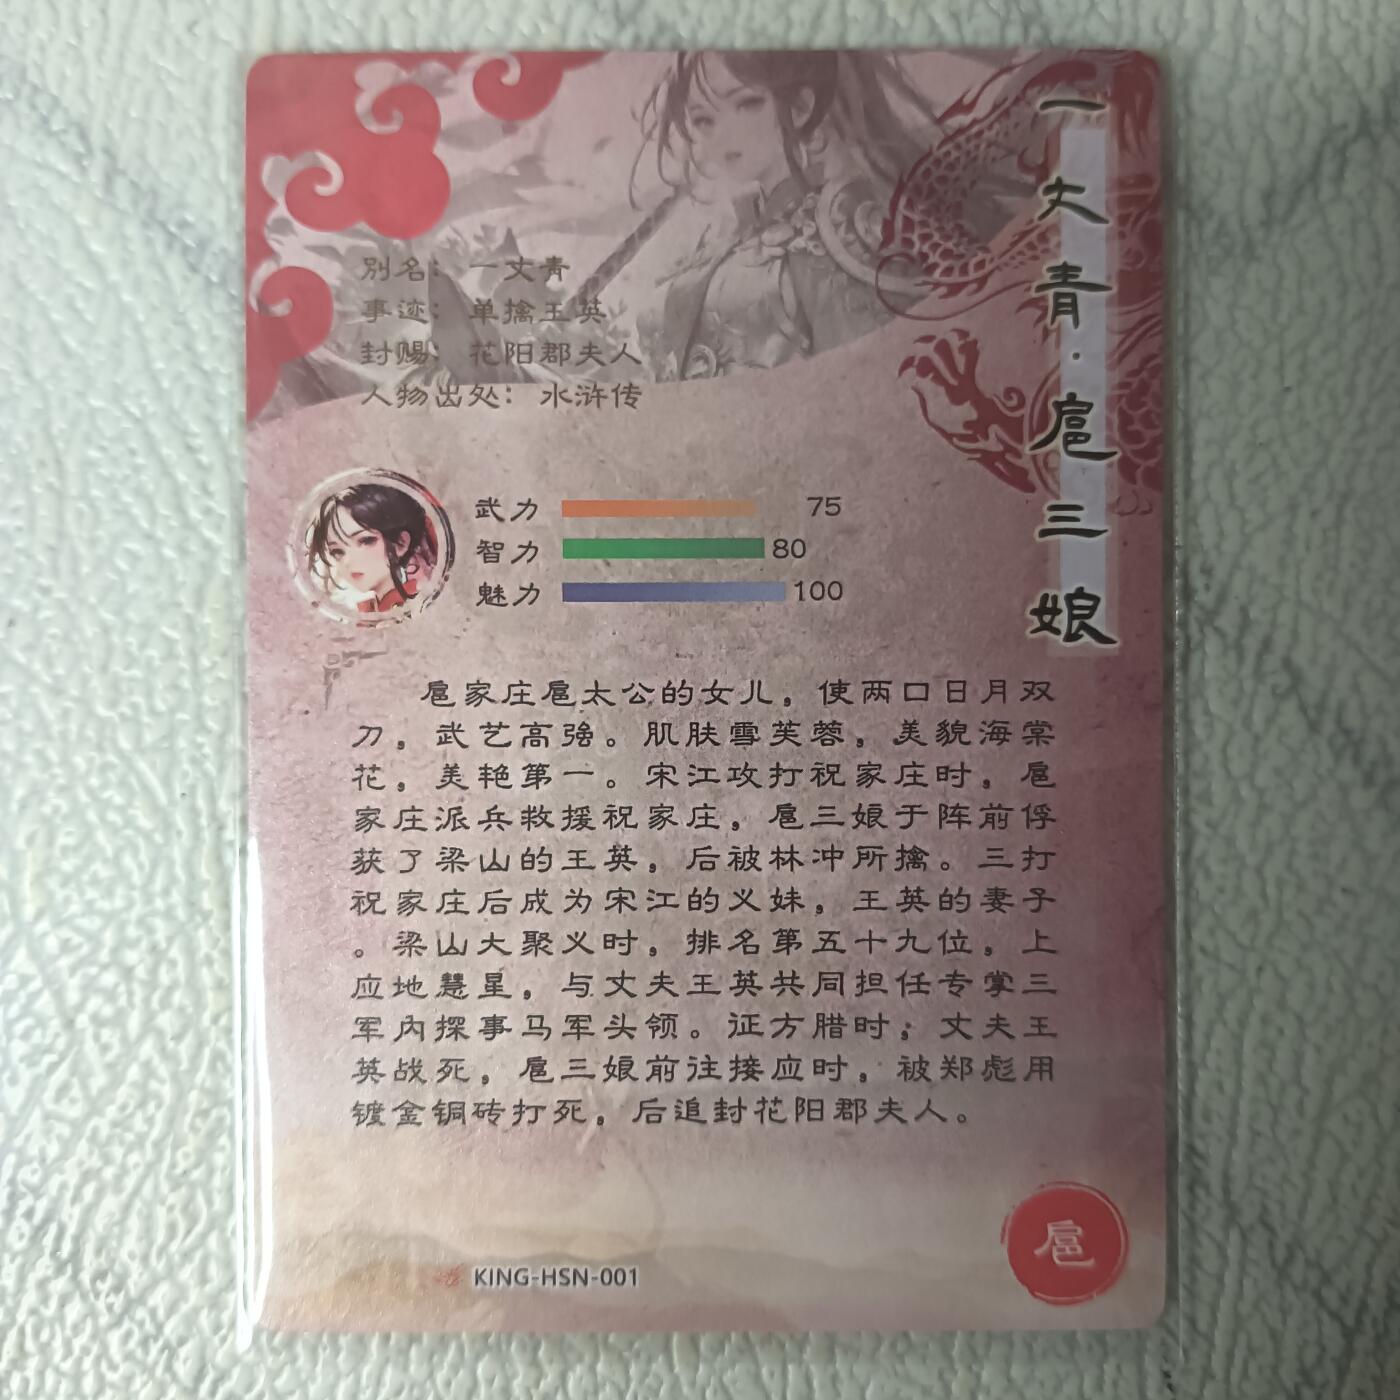 一丈青·扈三娘
别名：一丈青
事迹：单擒王英
封赐：花阳郡夫人
人物出处：水浒传
武力 75
智力 80
魅力 100
扈家庄扈太公的女儿，使两口日月双
刀，武艺高强。肌肤雪芙蓉，美貌海棠
花，美艳第一。宋江攻打祝家庄时，扈
家庄派兵救援祝家庄，扈三娘于阵前俘
获了梁山的王英，后被林冲所擒。三打
祝家庄后成为宋江的义妹，王英的妻子
。梁山大聚义时，排名第五十九位，上
应地慧星，与丈夫王英共同担任专掌三
军内探事马军头领。征方腊时，丈夫王
英战死，扈三娘前往接应时，被郑彪用
镀金铜砖打死，后追封花阳郡夫人。
扈
KING-HSN-001